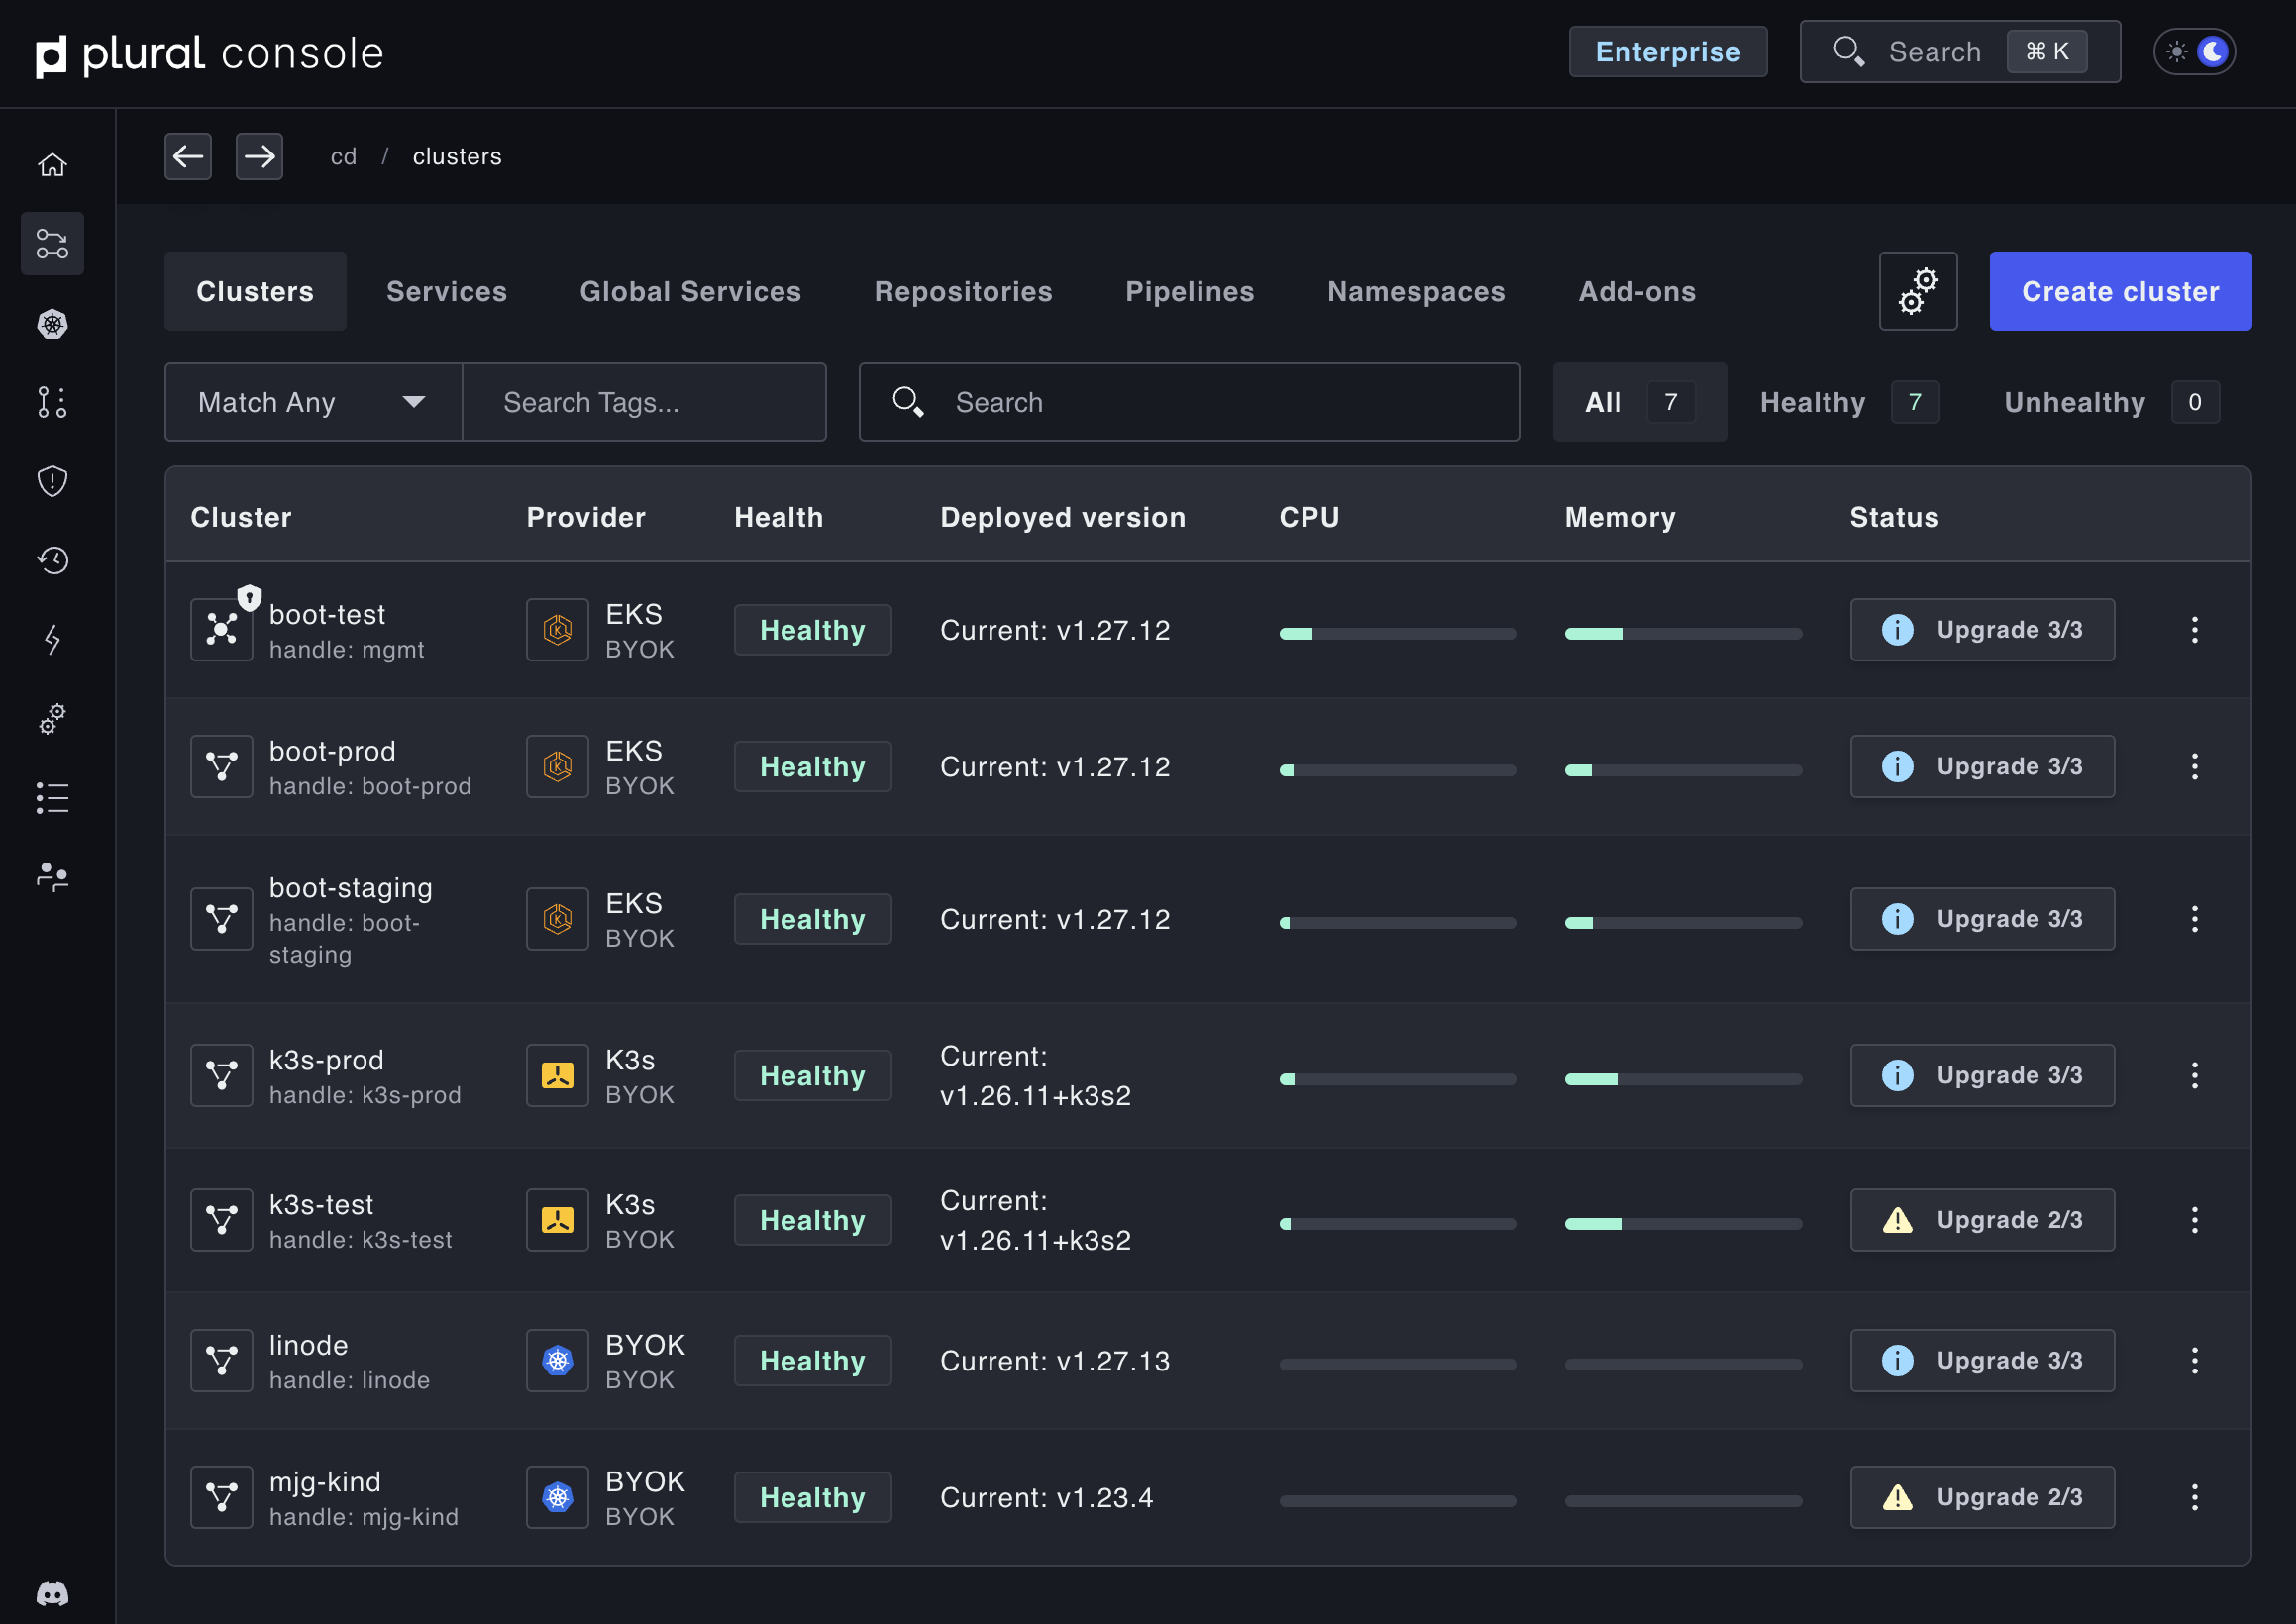 plural console
Enterprise
Search
⌘ K
cd / clusters
Clusters
Services
Global Services
Repositories
Pipelines
Namespaces
Add-ons
Create cluster
Match Any
Search Tags...
Search
All 7
Healthy 7
Unhealthy 0
Cluster Provider Health Deployed version CPU Memory Status
boot-test
handle: mgmt
EKS
BYOK
Healthy
Current: v1.27.12
Upgrade 3/3
boot-prod
handle: boot-prod
EKS
BYOK
Healthy
Current: v1.27.12
Upgrade 3/3
boot-staging
handle: boot-
staging
EKS
BYOK
Healthy
Current: v1.27.12
Upgrade 3/3
k3s-prod
handle: k3s-prod
K3s
BYOK
Healthy
Current:
v1.26.11+k3s2
Upgrade 3/3
k3s-test
handle: k3s-test
K3s
BYOK
Healthy
Current:
v1.26.11+k3s2
Upgrade 2/3
linode
handle: linode
BYOK
BYOK
Healthy
Current: v1.27.13
Upgrade 3/3
mjg-kind
handle: mjg-kind
BYOK
BYOK
Healthy
Current: v1.23.4
Upgrade 2/3